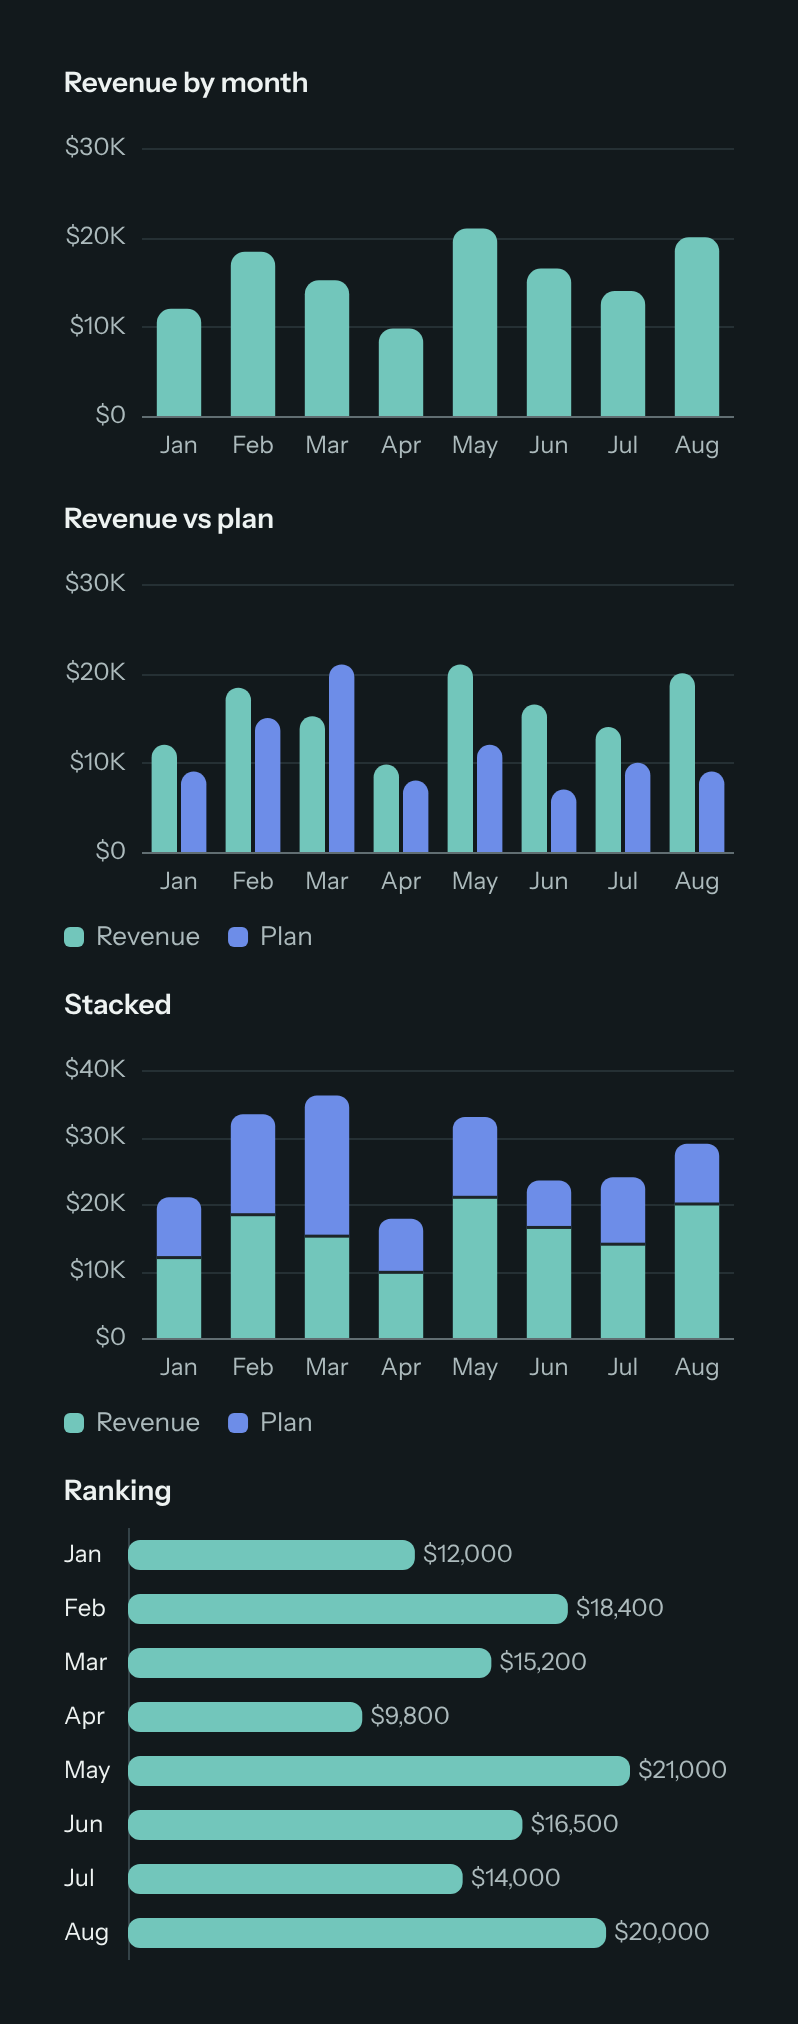 Revenue by month
$30K
$20K
$10K
$0
Jan Feb Mar Apr May Jun Jul Aug
Revenue vs plan
$30K
$20K
$10K
$0
Jan Feb Mar Apr May Jun Jul Aug
Revenue Plan
Stacked
$40K
$30K
$20K
$10K
$0
Jan Feb Mar Apr May Jun Jul Aug
Revenue Plan
Ranking
Jan $12,000
Feb $18,400
Mar $15,200
Apr $9,800
May $21,000
Jun $16,500
Jul $14,000
Aug $20,000